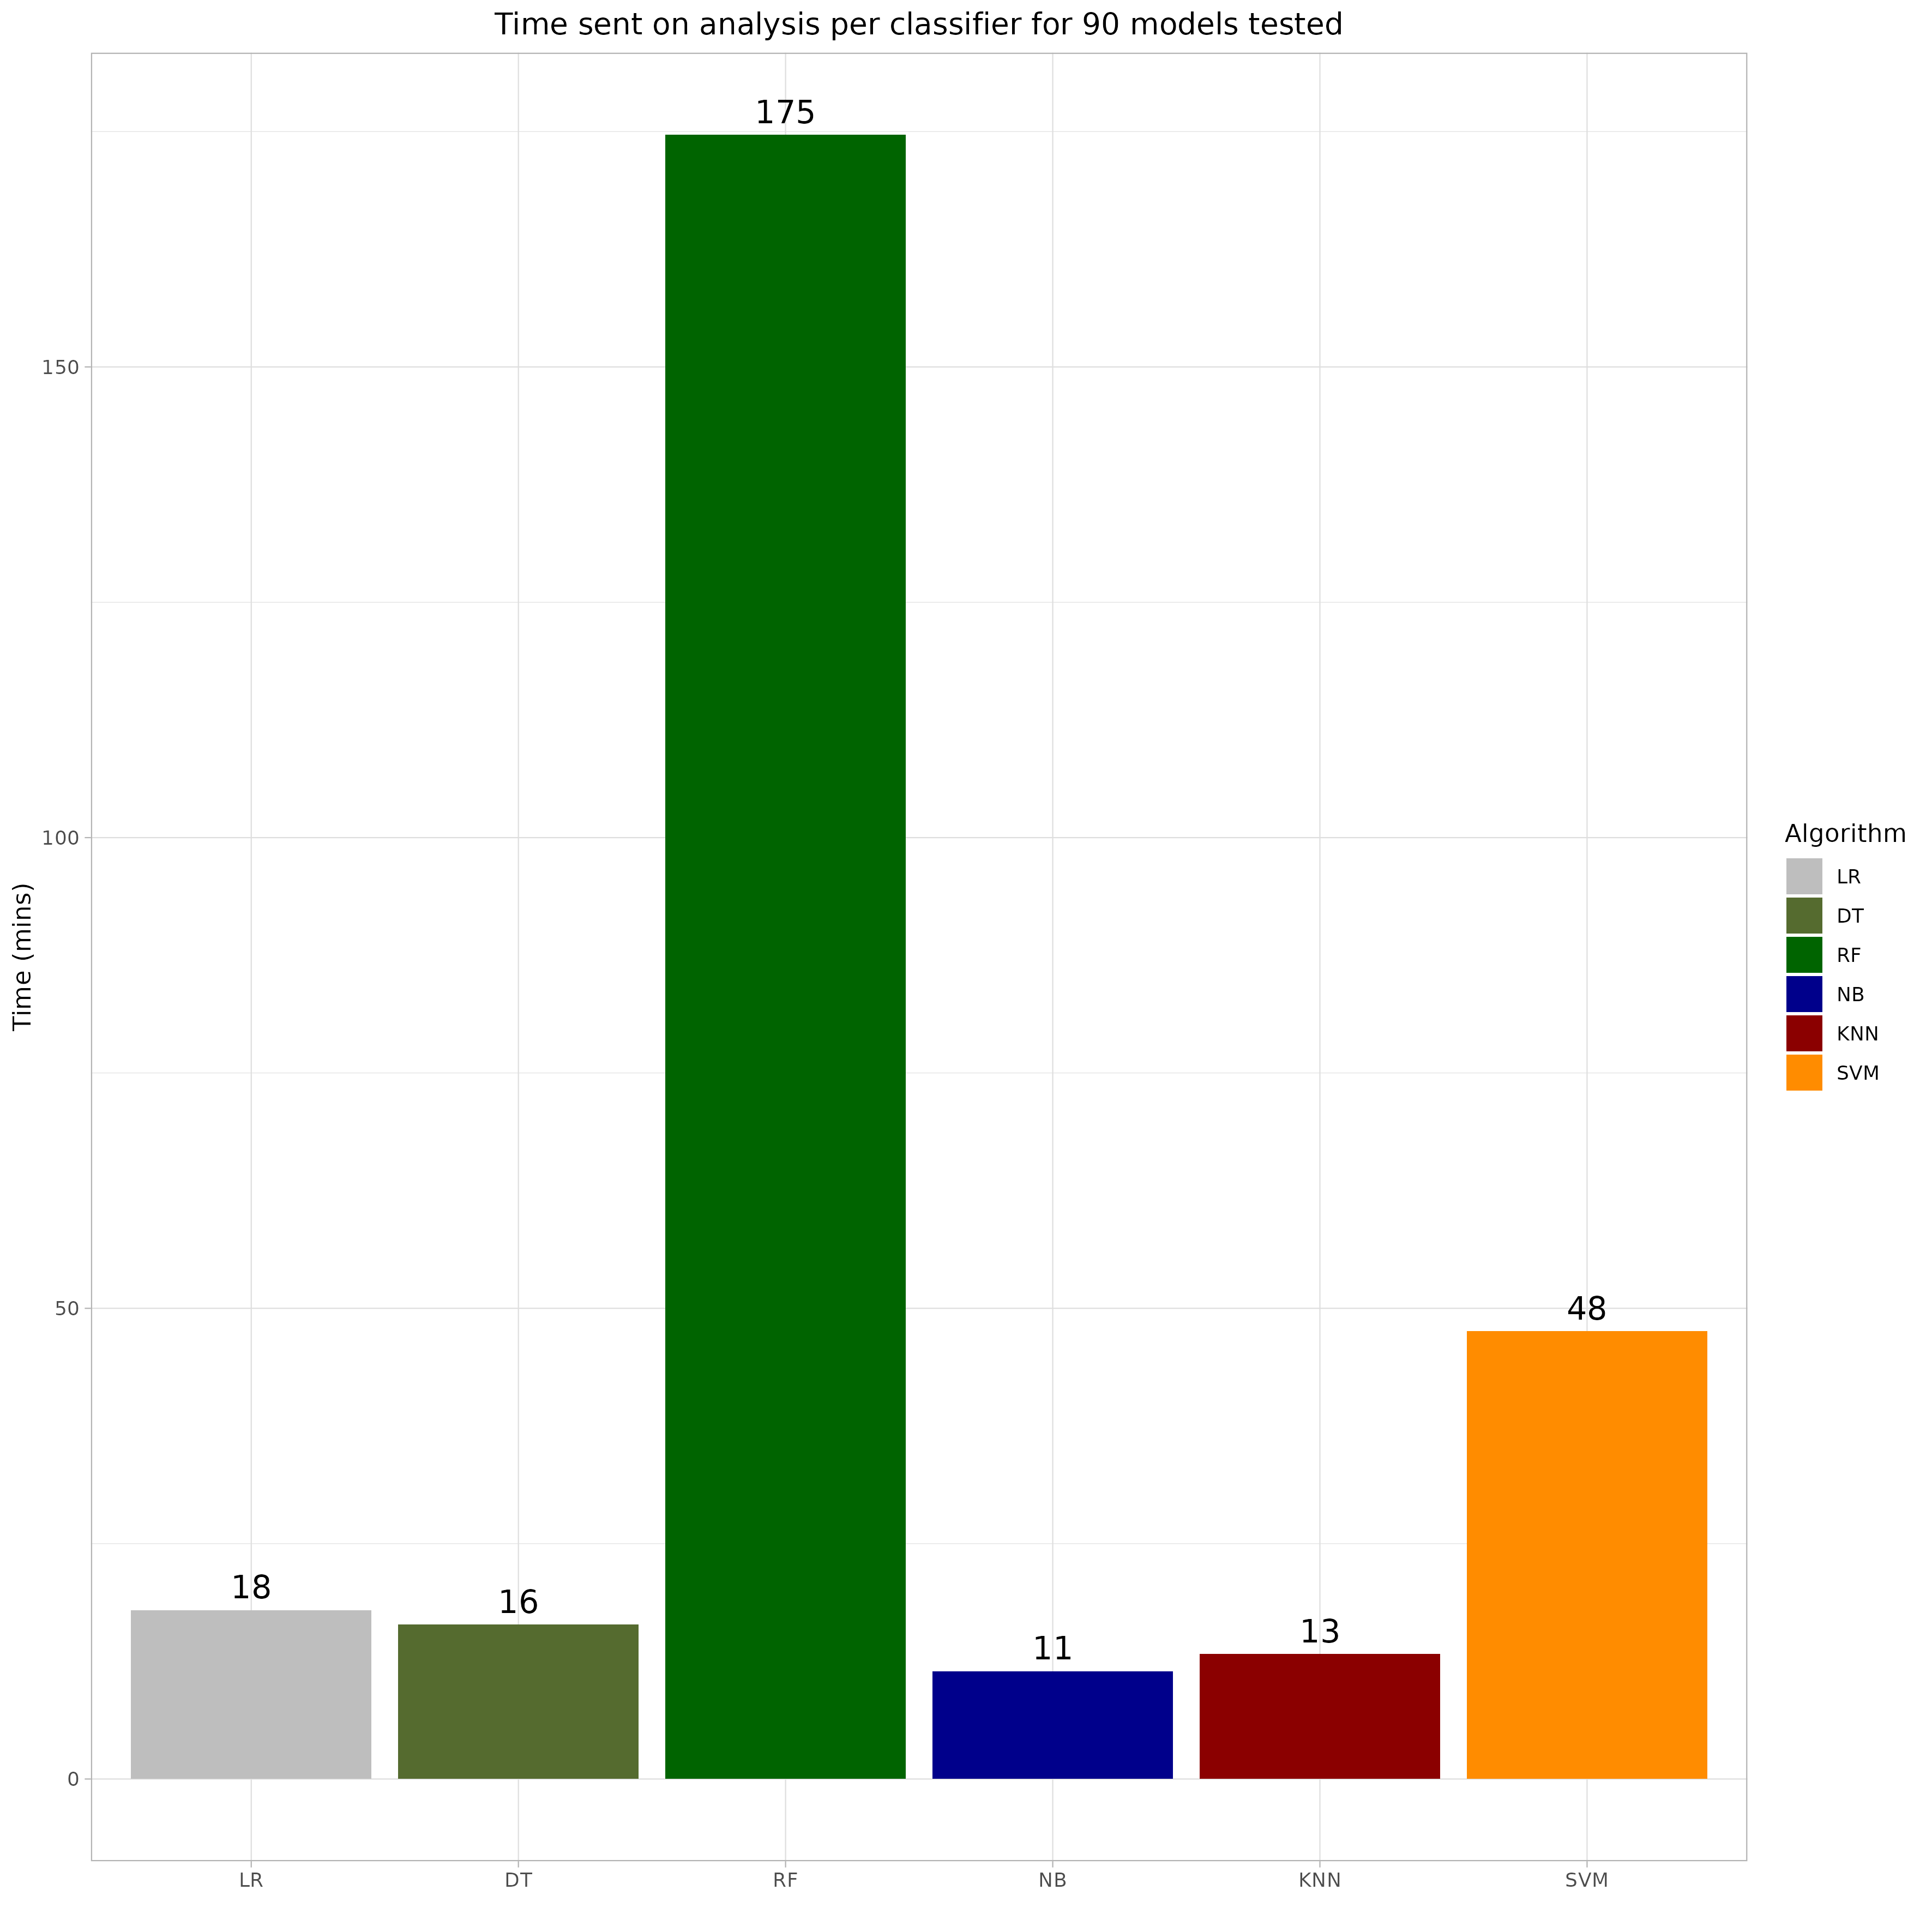 Time sent on analysis per classifier for 90 models tested
Time (mins)
150
100
50
0
175
48
18
16
11
13
LR
DT
RF
NB
KNN
SVM
Algorithm
LR
DT
RF
NB
KNN
SVM